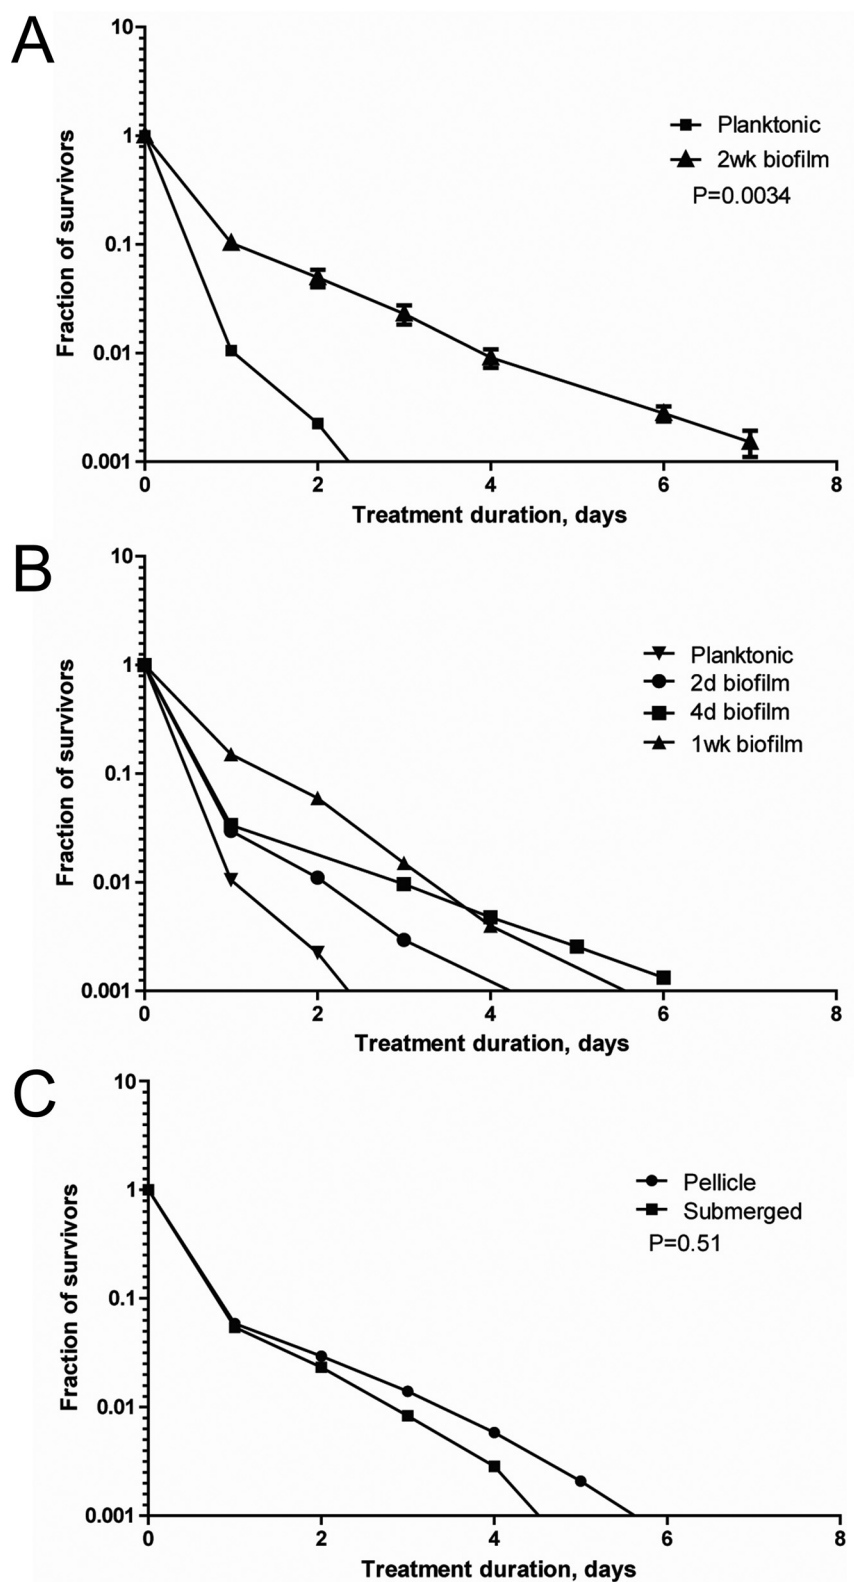 A
10
1
0.1
0.01
0.001
Fraction of survivors
Planktonic
2wk biofilm
P=0.0034
0 2 4 6 8
Treatment duration, days
B
10
1
0.1
0.01
0.001
Fraction of survivors
Planktonic
2d biofilm
4d biofilm
1wk biofilm
0 2 4 6 8
Treatment duration, days
C
10
1
0.1
0.01
0.001
Fraction of survivors
Pellicle
Submerged
P=0.51
0 2 4 6 8
Treatment duration, days